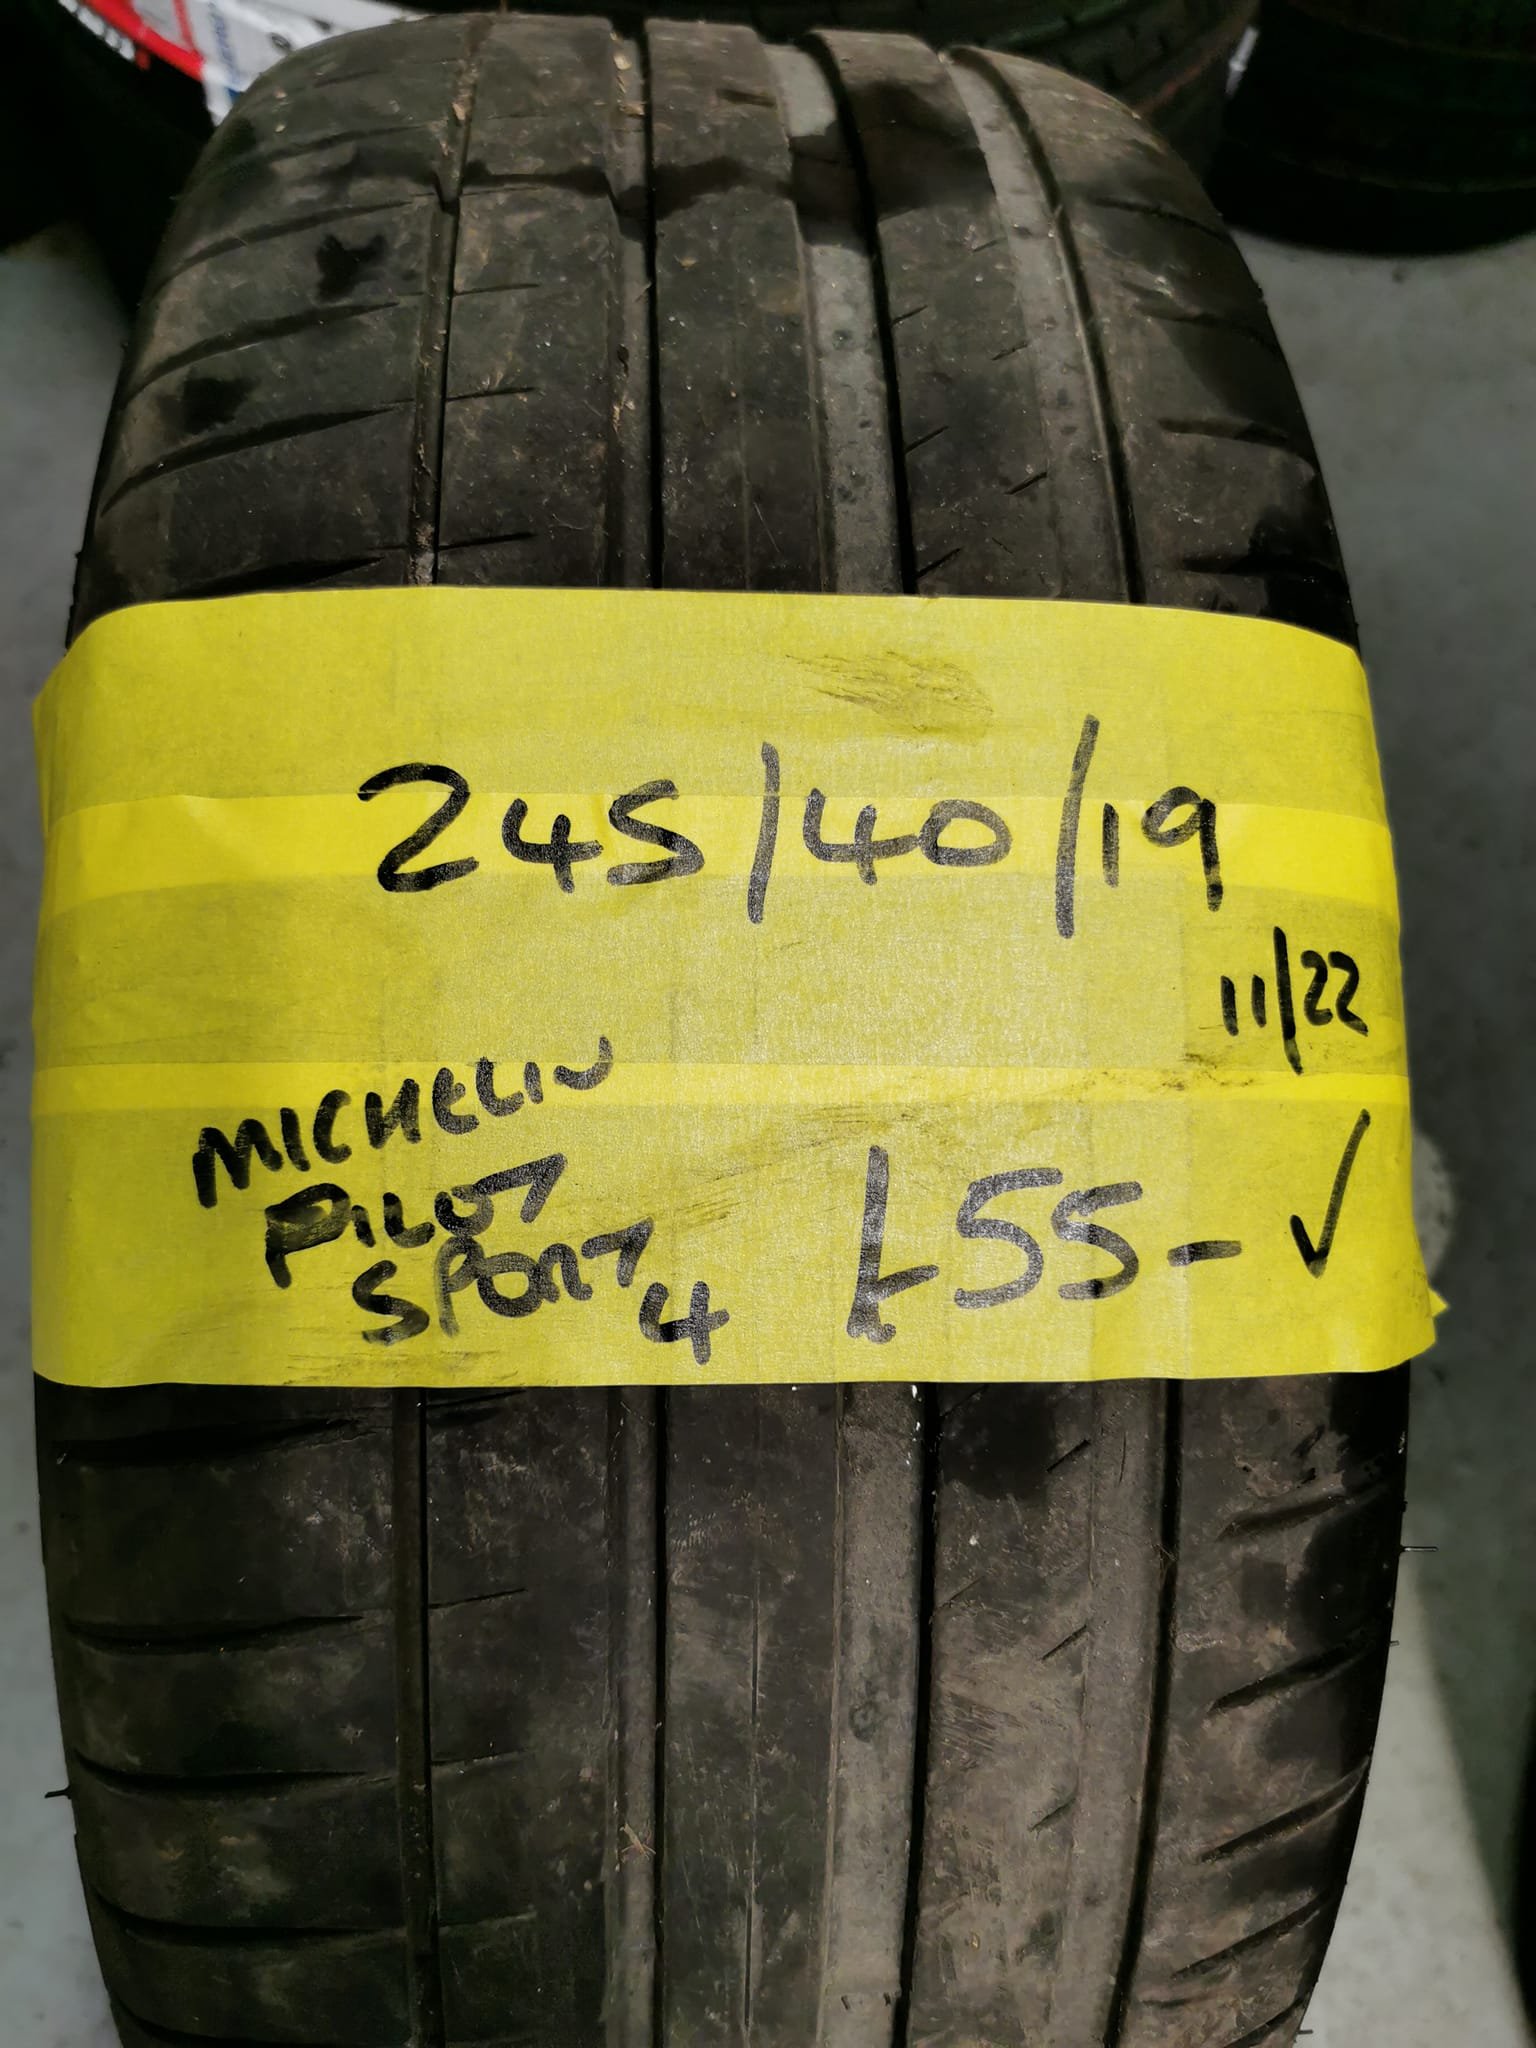 245/40/19
11/22
MICHELIN
PILOT
SPORT 4
£55-✓